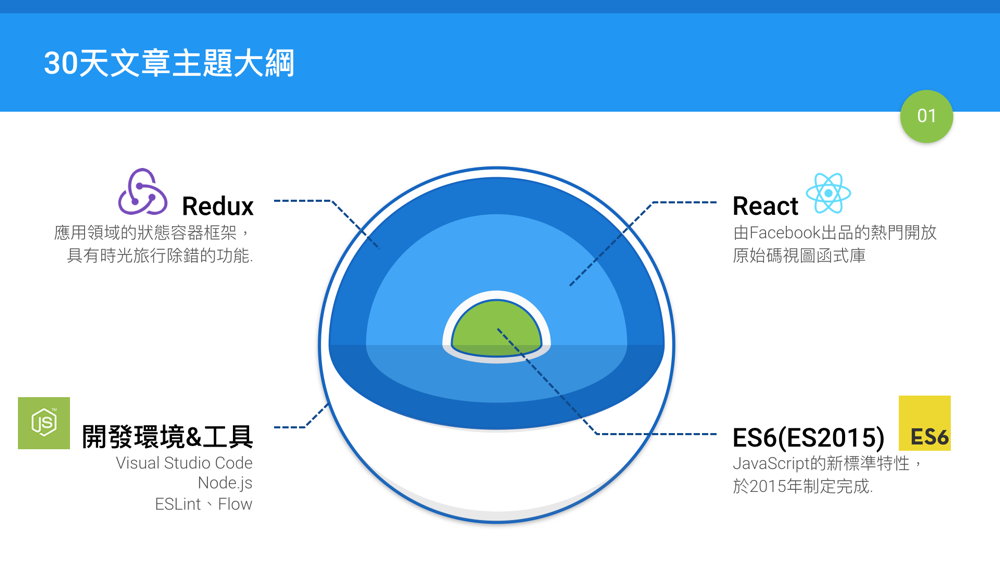 30天文章主題大綱
01
Redux
應用領域的狀態容器框架，
具有時光旅行除錯的功能.
React
由Facebook出品的熱門開放
原始碼視圖函式庫
JS
開發環境&工具
Visual Studio Code
Node.js
ESLint、Flow
ES6(ES2015)
ES6
JavaScript的新標準特性，
於2015年制定完成.